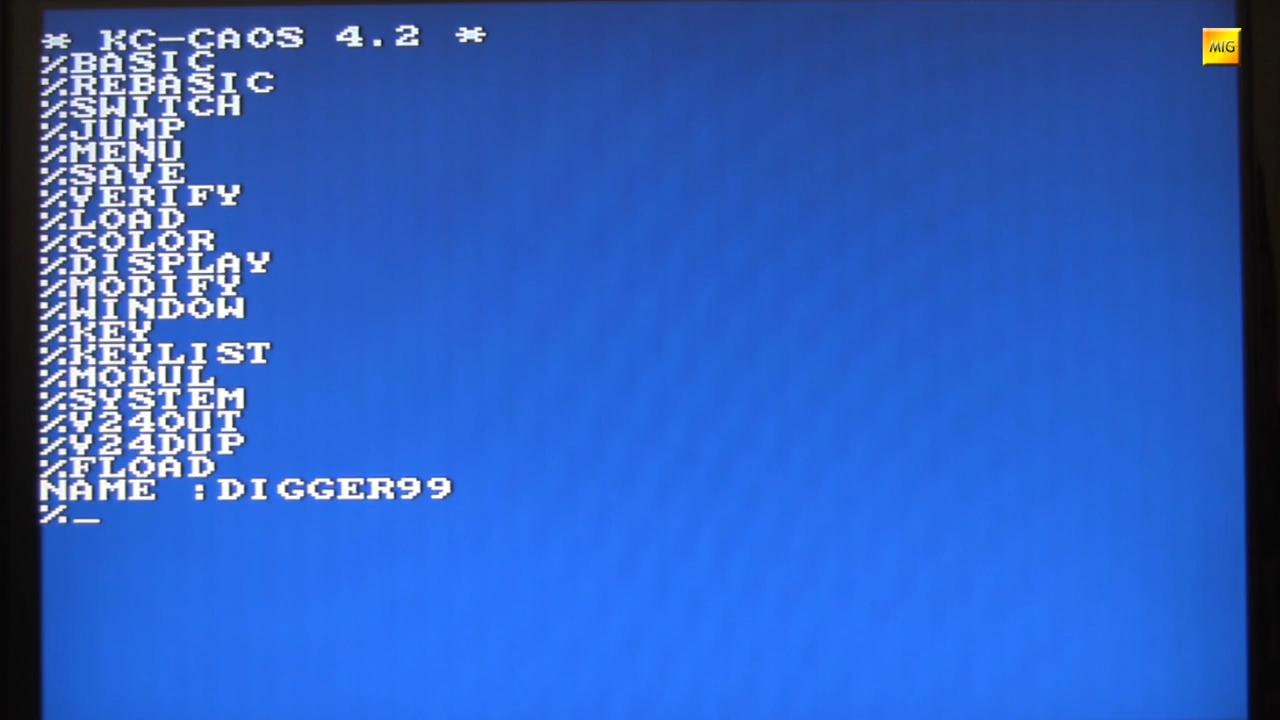 * KC-CAOS 4.2 *
%BASIC
%REBASIC
%SWITCH
%JUMP
%MENU
%SAVE
%VERIFY
%LOAD
%COLOR
%DISPLAY
%MODIFY
%WINDOW
%KEY
%KEYLIST
%MODUL
%SYSTEM
%V24OUT
%V24DUP
%FLOAD
NAME :DIGGER99
%_
MIG